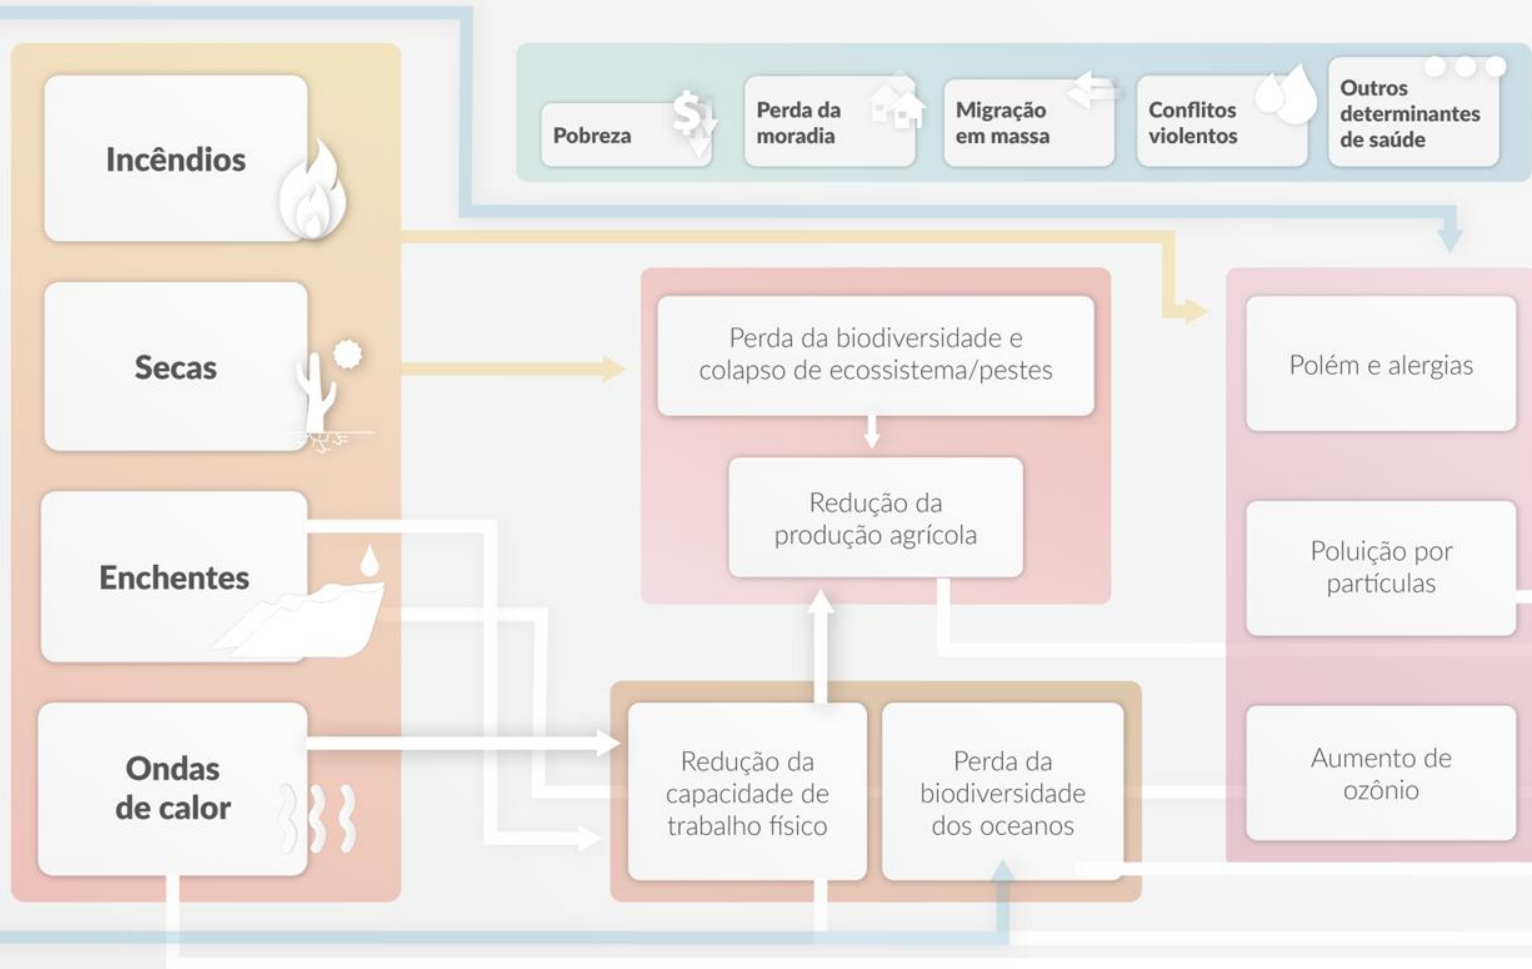 Incêndios
Secas
Enchentes
Ondas
de calor
Pobreza
$
Perda da
moradia
Migração
em massa
Conflitos
violentos
Outros
determinantes
de saúde
Perda da biodiversidade e
colapso de ecossistema/pestes
Redução da
produção agrícola
Redução da
capacidade de
trabalho físico
Perda da
biodiversidade
dos oceanos
Polém e alergias
Poluição por
partículas
Aumento de
ozônio